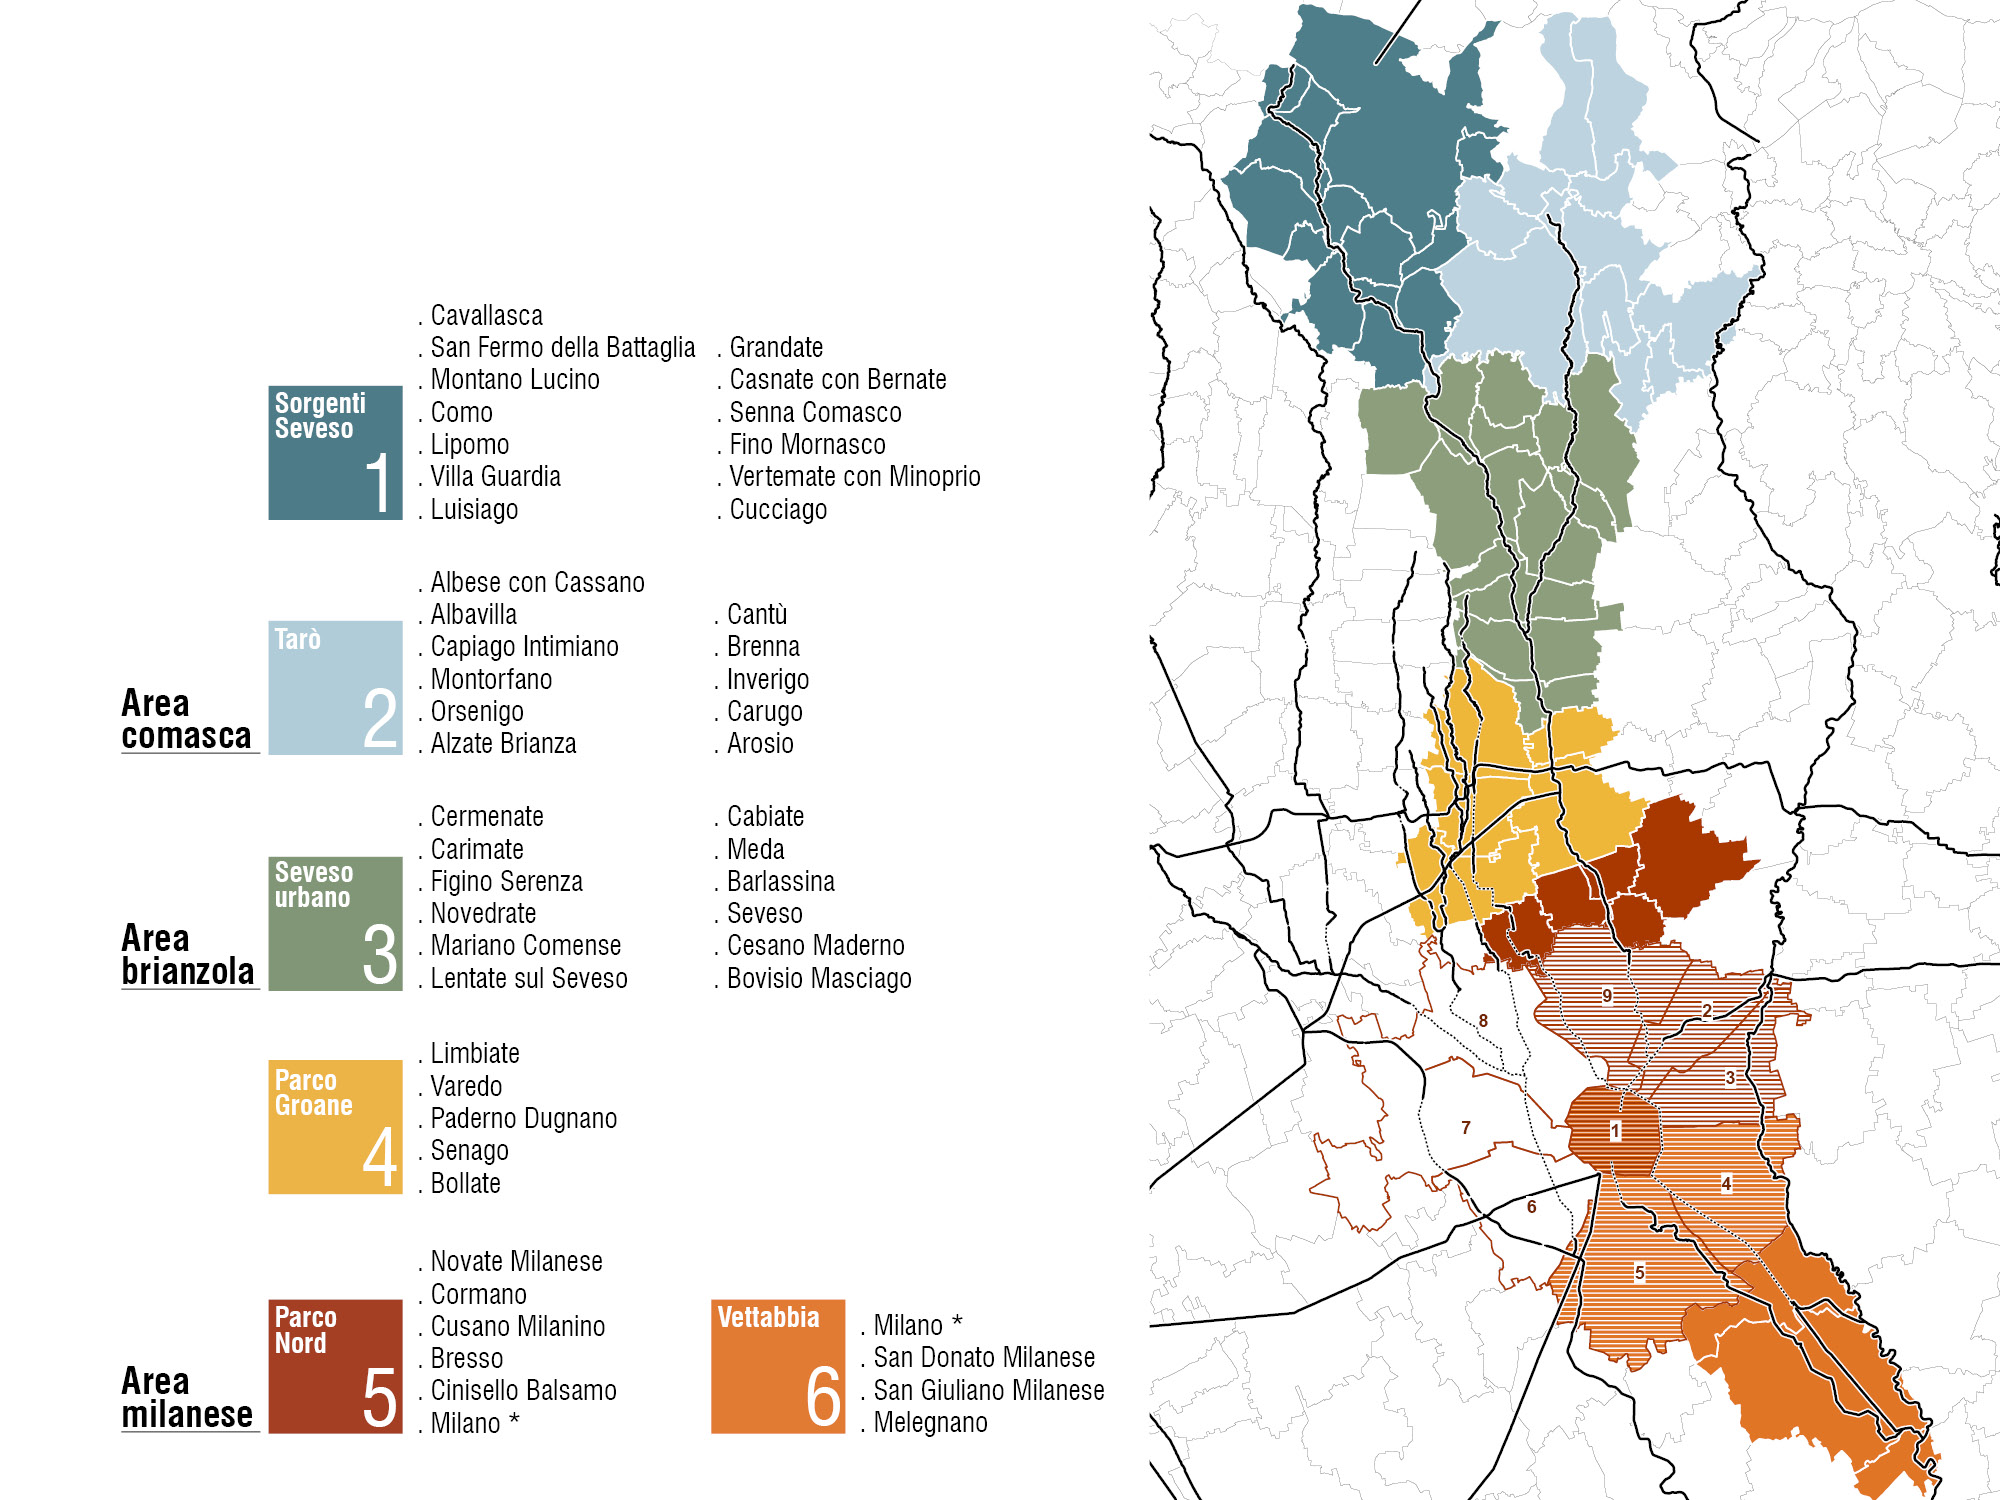 Area
comasca
Sorgenti
Seveso
1
. Cavallasca
. San Fermo della Battaglia
. Montano Lucino
. Como
. Lipomo
. Villa Guardia
. Luisiago
. Grandate
. Casnate con Bernate
. Senna Comasco
. Fino Mornasco
. Vertemate con Minoprio
. Cucciago
Tarò
2
. Albese con Cassano
. Albavilla
. Capiago Intimiano
. Montorfano
. Orsenigo
. Alzate Brianza
. Cantù
. Brenna
. Inverigo
. Carugo
. Arosio
Area
brianzola
Seveso
urbano
3
. Cermenate
. Carimate
. Figino Serenza
. Novedrate
. Mariano Comense
. Lentate sul Seveso
. Cabiate
. Meda
. Barlassina
. Seveso
. Cesano Maderno
. Bovisio Masciago
Parco
Groane
4
. Limbiate
. Varedo
. Paderno Dugnano
. Senago
. Bollate
Area
milanese
Parco
Nord
5
. Novate Milanese
. Cormano
. Cusano Milanino
. Bresso
. Cinisello Balsamo
. Milano *
Vettabbia
6
. Milano *
. San Donato Milanese
. San Giuliano Milanese
. Melegnano
9
2
8
3
7
1
4
6
5